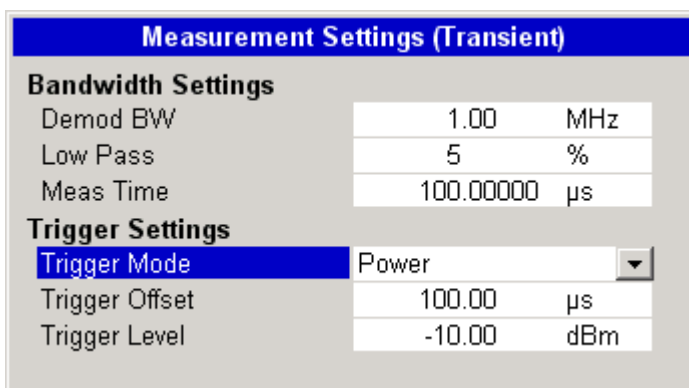 Measurement Settings (Transient)
Bandwidth Settings
Demod BW 1.00 MHz
Low Pass 5 %
Meas Time 100.00000 µs
Trigger Settings
Trigger Mode Power
Trigger Offset 100.00 µs
Trigger Level -10.00 dBm